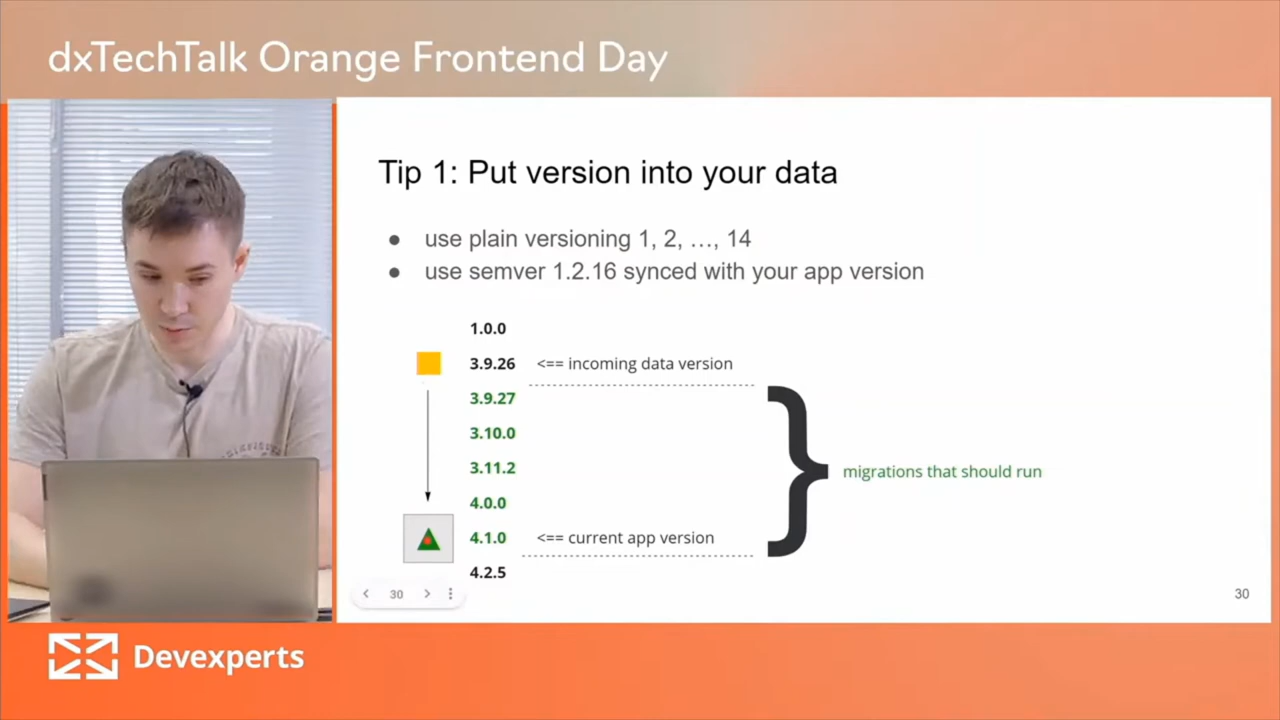 dxTechTalk Orange Frontend Day
Tip 1: Put version into your data
● use plain versioning 1, 2, …, 14
● use semver 1.2.16 synced with your app version
1.0.0
3.9.26 <== incoming data version
3.9.27
3.10.0
3.11.2
4.0.0
4.1.0 <== current app version
4.2.5
}
migrations that should run
< 30 >
30
Devexperts